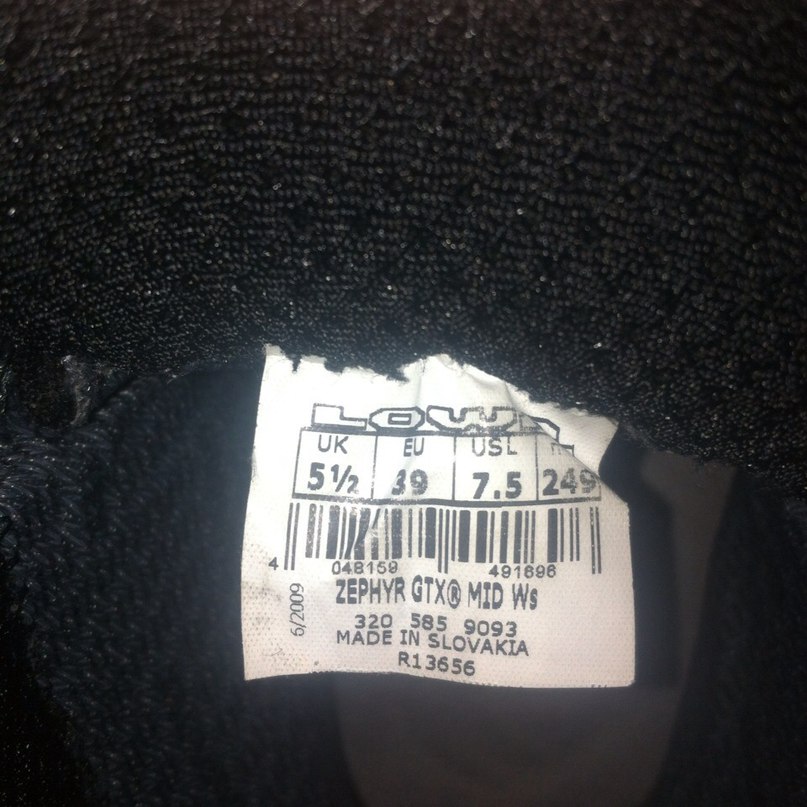 LOWA
UK EU USL
5½ 39 7.5 249
4 048159 491696
ZEPHYR GTX® MID Ws
320 585 9093
MADE IN SLOVAKIA
R13656
6/2009